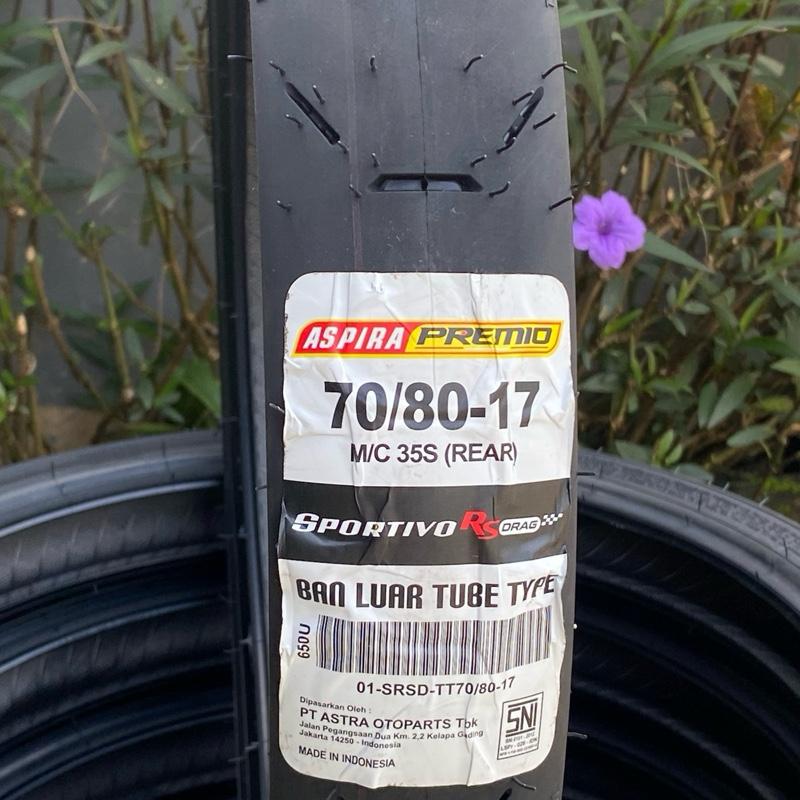 ASPIRA PREMIO
70/80-17
M/C 35S (REAR)
SPORTIVO RS DRAG
BAN LUAR TUBE TYPE
650U
01-SRSD-TT70/80-17
Dipasarkan Oleh :
PT ASTRA OTOPARTS Tbk
Jalan Pegangsaan Dua Km. 2,2 Kelapa Gading
Jakarta 14250 - Indonesia
MADE IN INDONESIA
SNI